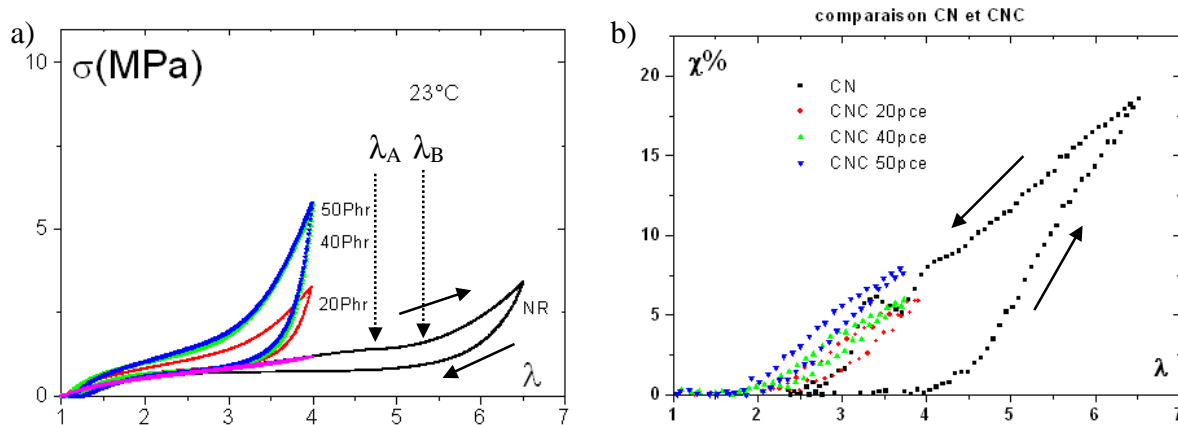 a)
σ(MPa)
10
5
0
23°C
λA
λB
50Phr
40Phr
20Phr
NR
λ
1 2 3 4 5 6 7
b)
comparaison CN et CNC
χ%
20
15
10
5
0
CN
CNC 20pce
CNC 40pce
CNC 50pce
λ
1 2 3 4 5 6 7